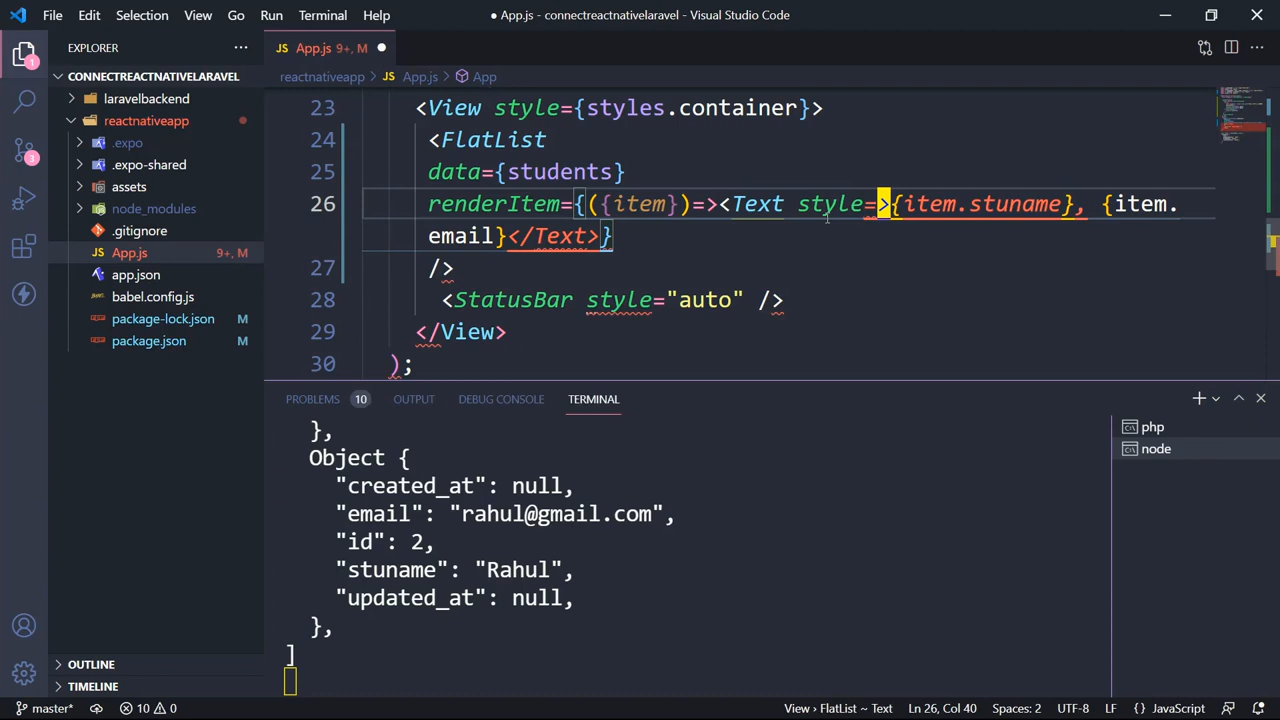 File Edit Selection View Go Run Terminal Help ● App.js - connectreactnativelaravel - Visual Studio Code
EXPLORER
JS App.js 9+, M
CONNECTREACTNATIVELARAVEL
reactnativeapp > JS App.js > App
laravelbackend
reactnativeapp
.expo
.expo-shared
assets
node_modules
.gitignore
JS App.js 9+, M
app.json
babel.config.js
package-lock.json M
package.json M
23 <View style={styles.container}>
24 <FlatList
25 data={students}
26 renderItem={({item})=><Text style=>{item.stuname}, {item.
email}</Text>}
27 />
28 <StatusBar style="auto" />
29 </View>
30 );
PROBLEMS 10 OUTPUT DEBUG CONSOLE TERMINAL
},
Object {
"created_at": null,
"email": "rahul@gmail.com",
"id": 2,
"stuname": "Rahul",
"updated_at": null,
},
]
php
node
1
3
OUTLINE
TIMELINE
master* 10 0 View > FlatList ~ Text Ln 26, Col 40 Spaces: 2 UTF-8 LF {} JavaScript